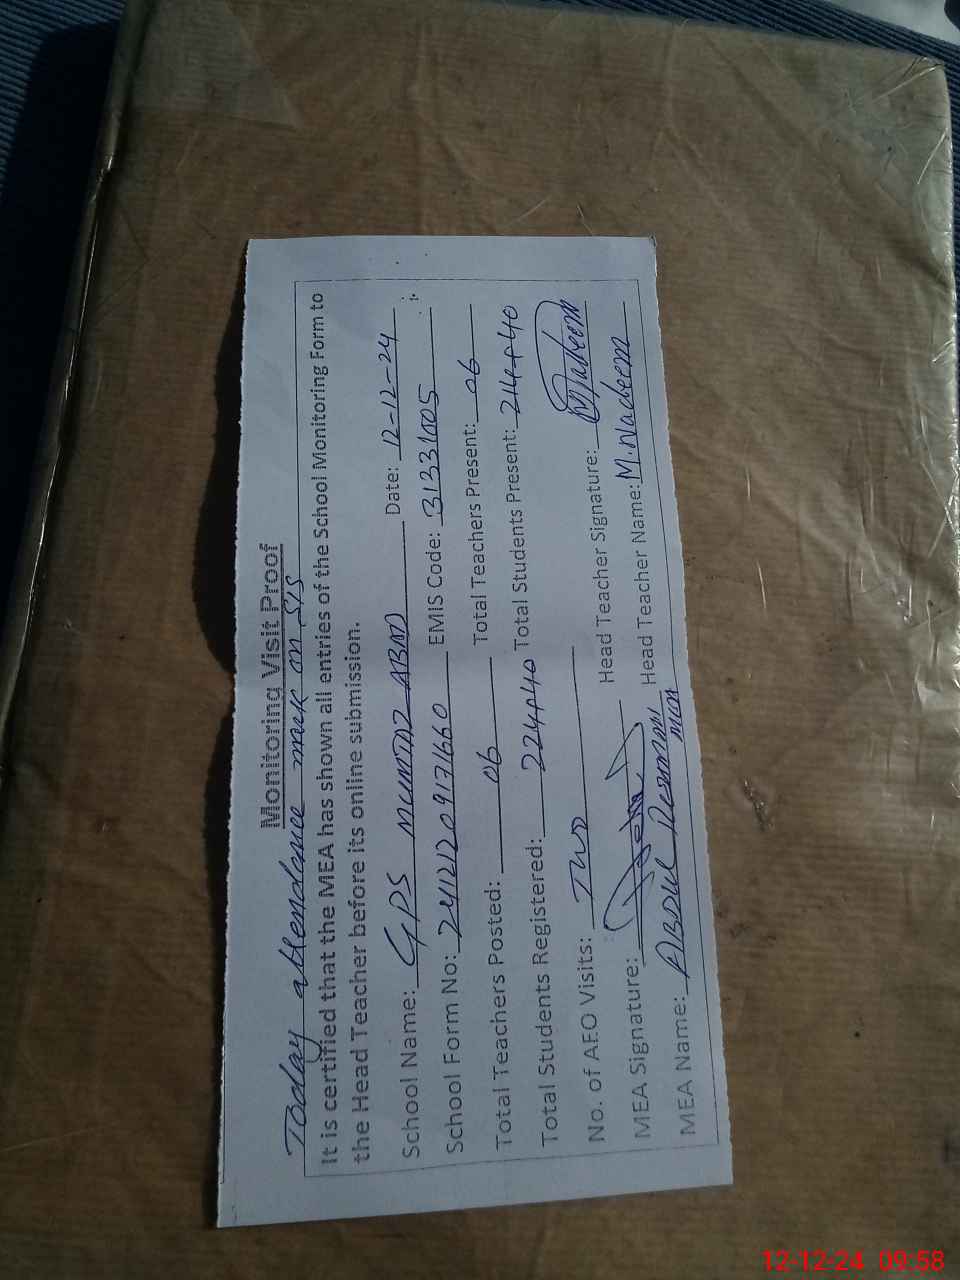 Monitoring Visit Proof
Today attendence mark on SIS
It is certified that the MEA has shown all entries of the School Monitoring Form to
the Head Teacher before its online submission.
School Name: GPS MUMTAZ ABAD Date: 12-12-24
School Form No: 24121209171660 EMIS Code: 31331005
Total Teachers Posted: 06 Total Teachers Present: 06
Total Students Registered: 224+40 Total Students Present: 214+40
No. of AEO Visits: Two
MEA Signature: Head Teacher Signature: Nadeem
MEA Name: ABDUL Rehman Head Teacher Name: M. Nadeem
12-12-24 09:58